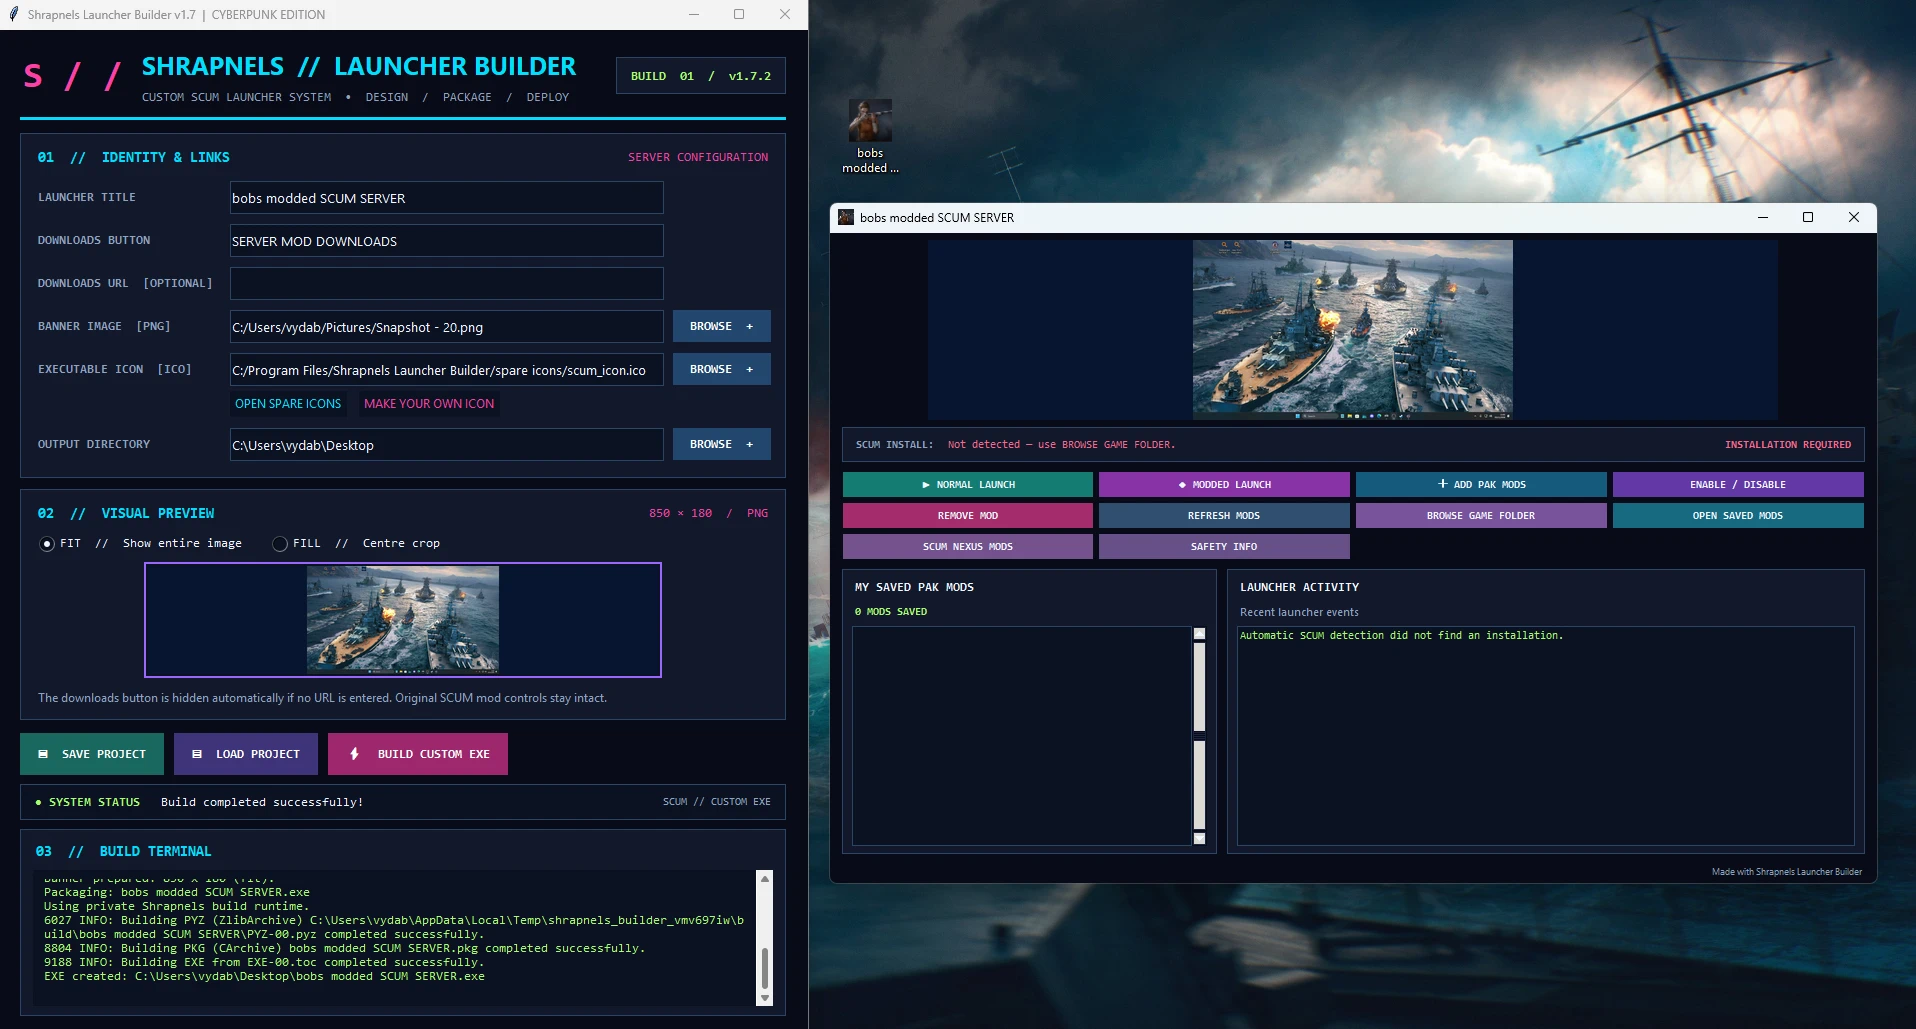 Shrapnels Launcher Builder v1.7 | CYBERPUNK EDITION
S / /
SHRAPNELS // LAUNCHER BUILDER
CUSTOM SCUM LAUNCHER SYSTEM • DESIGN / PACKAGE / DEPLOY
BUILD 01 / v1.7.2
01 // IDENTITY & LINKS
SERVER CONFIGURATION
LAUNCHER TITLE
bobs modded SCUM SERVER
DOWNLOADS BUTTON
SERVER MOD DOWNLOADS
DOWNLOADS URL [OPTIONAL]
BANNER IMAGE [PNG]
C:/Users/vydab/Pictures/Snapshot - 20.png
BROWSE +
EXECUTABLE ICON [ICO]
C:/Program Files/Shrapnels Launcher Builder/spare icons/scum_icon.ico
BROWSE +
OPEN SPARE ICONS
MAKE YOUR OWN ICON
OUTPUT DIRECTORY
C:\Users\vydab\Desktop
BROWSE +
02 // VISUAL PREVIEW
850 × 180 / PNG
FIT // Show entire image
FILL // Centre crop
The downloads button is hidden automatically if no URL is entered. Original SCUM mod controls stay intact.
SAVE PROJECT
LOAD PROJECT
BUILD CUSTOM EXE
● SYSTEM STATUS
Build completed successfully!
SCUM // CUSTOM EXE
03 // BUILD TERMINAL
Banner prepared: 850 x 180 (fit).
Packaging: bobs modded SCUM SERVER.exe
Using private Shrapnels build runtime.
6027 INFO: Building PYZ (ZlibArchive) C:\Users\vydab\AppData\Local\Temp\shrapnels_builder_vmv697iw\b
uild\bobs modded SCUM SERVER\PYZ-00.pyz completed successfully.
8804 INFO: Building PKG (CArchive) bobs modded SCUM SERVER.pkg completed successfully.
9188 INFO: Building EXE from EXE-00.toc completed successfully.
EXE created: C:\Users\vydab\Desktop\bobs modded SCUM SERVER.exe
bobs
modded ...
bobs modded SCUM SERVER
SCUM INSTALL: Not detected — use BROWSE GAME FOLDER.
INSTALLATION REQUIRED
▶ NORMAL LAUNCH
◆ MODDED LAUNCH
+ ADD PAK MODS
ENABLE / DISABLE
REMOVE MOD
REFRESH MODS
BROWSE GAME FOLDER
OPEN SAVED MODS
SCUM NEXUS MODS
SAFETY INFO
MY SAVED PAK MODS
0 MODS SAVED
LAUNCHER ACTIVITY
Recent launcher events
Automatic SCUM detection did not find an installation.
Made with Shrapnels Launcher Builder